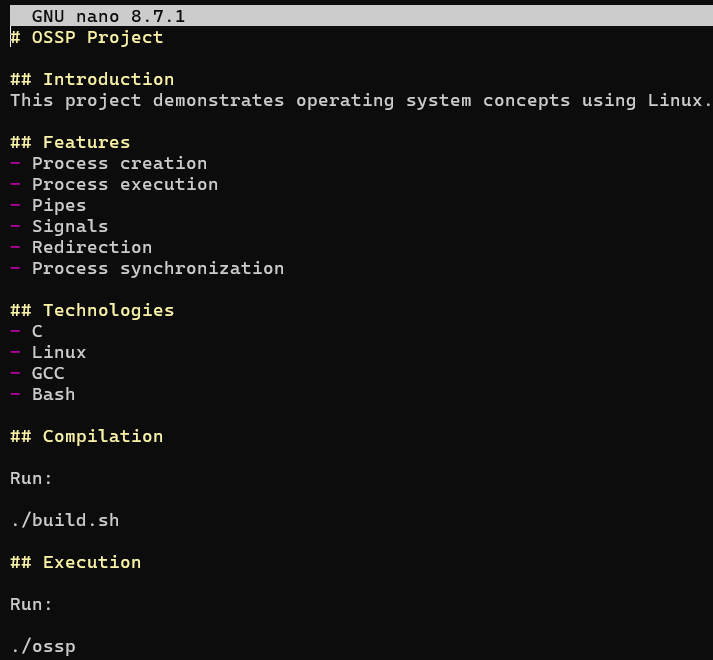 GNU nano 8.7.1
# OSSP Project
## Introduction
This project demonstrates operating system concepts using Linux.
## Features
- Process creation
- Process execution
- Pipes
- Signals
- Redirection
- Process synchronization
## Technologies
- C
- Linux
- GCC
- Bash
## Compilation
Run:
./build.sh
## Execution
Run:
./ossp